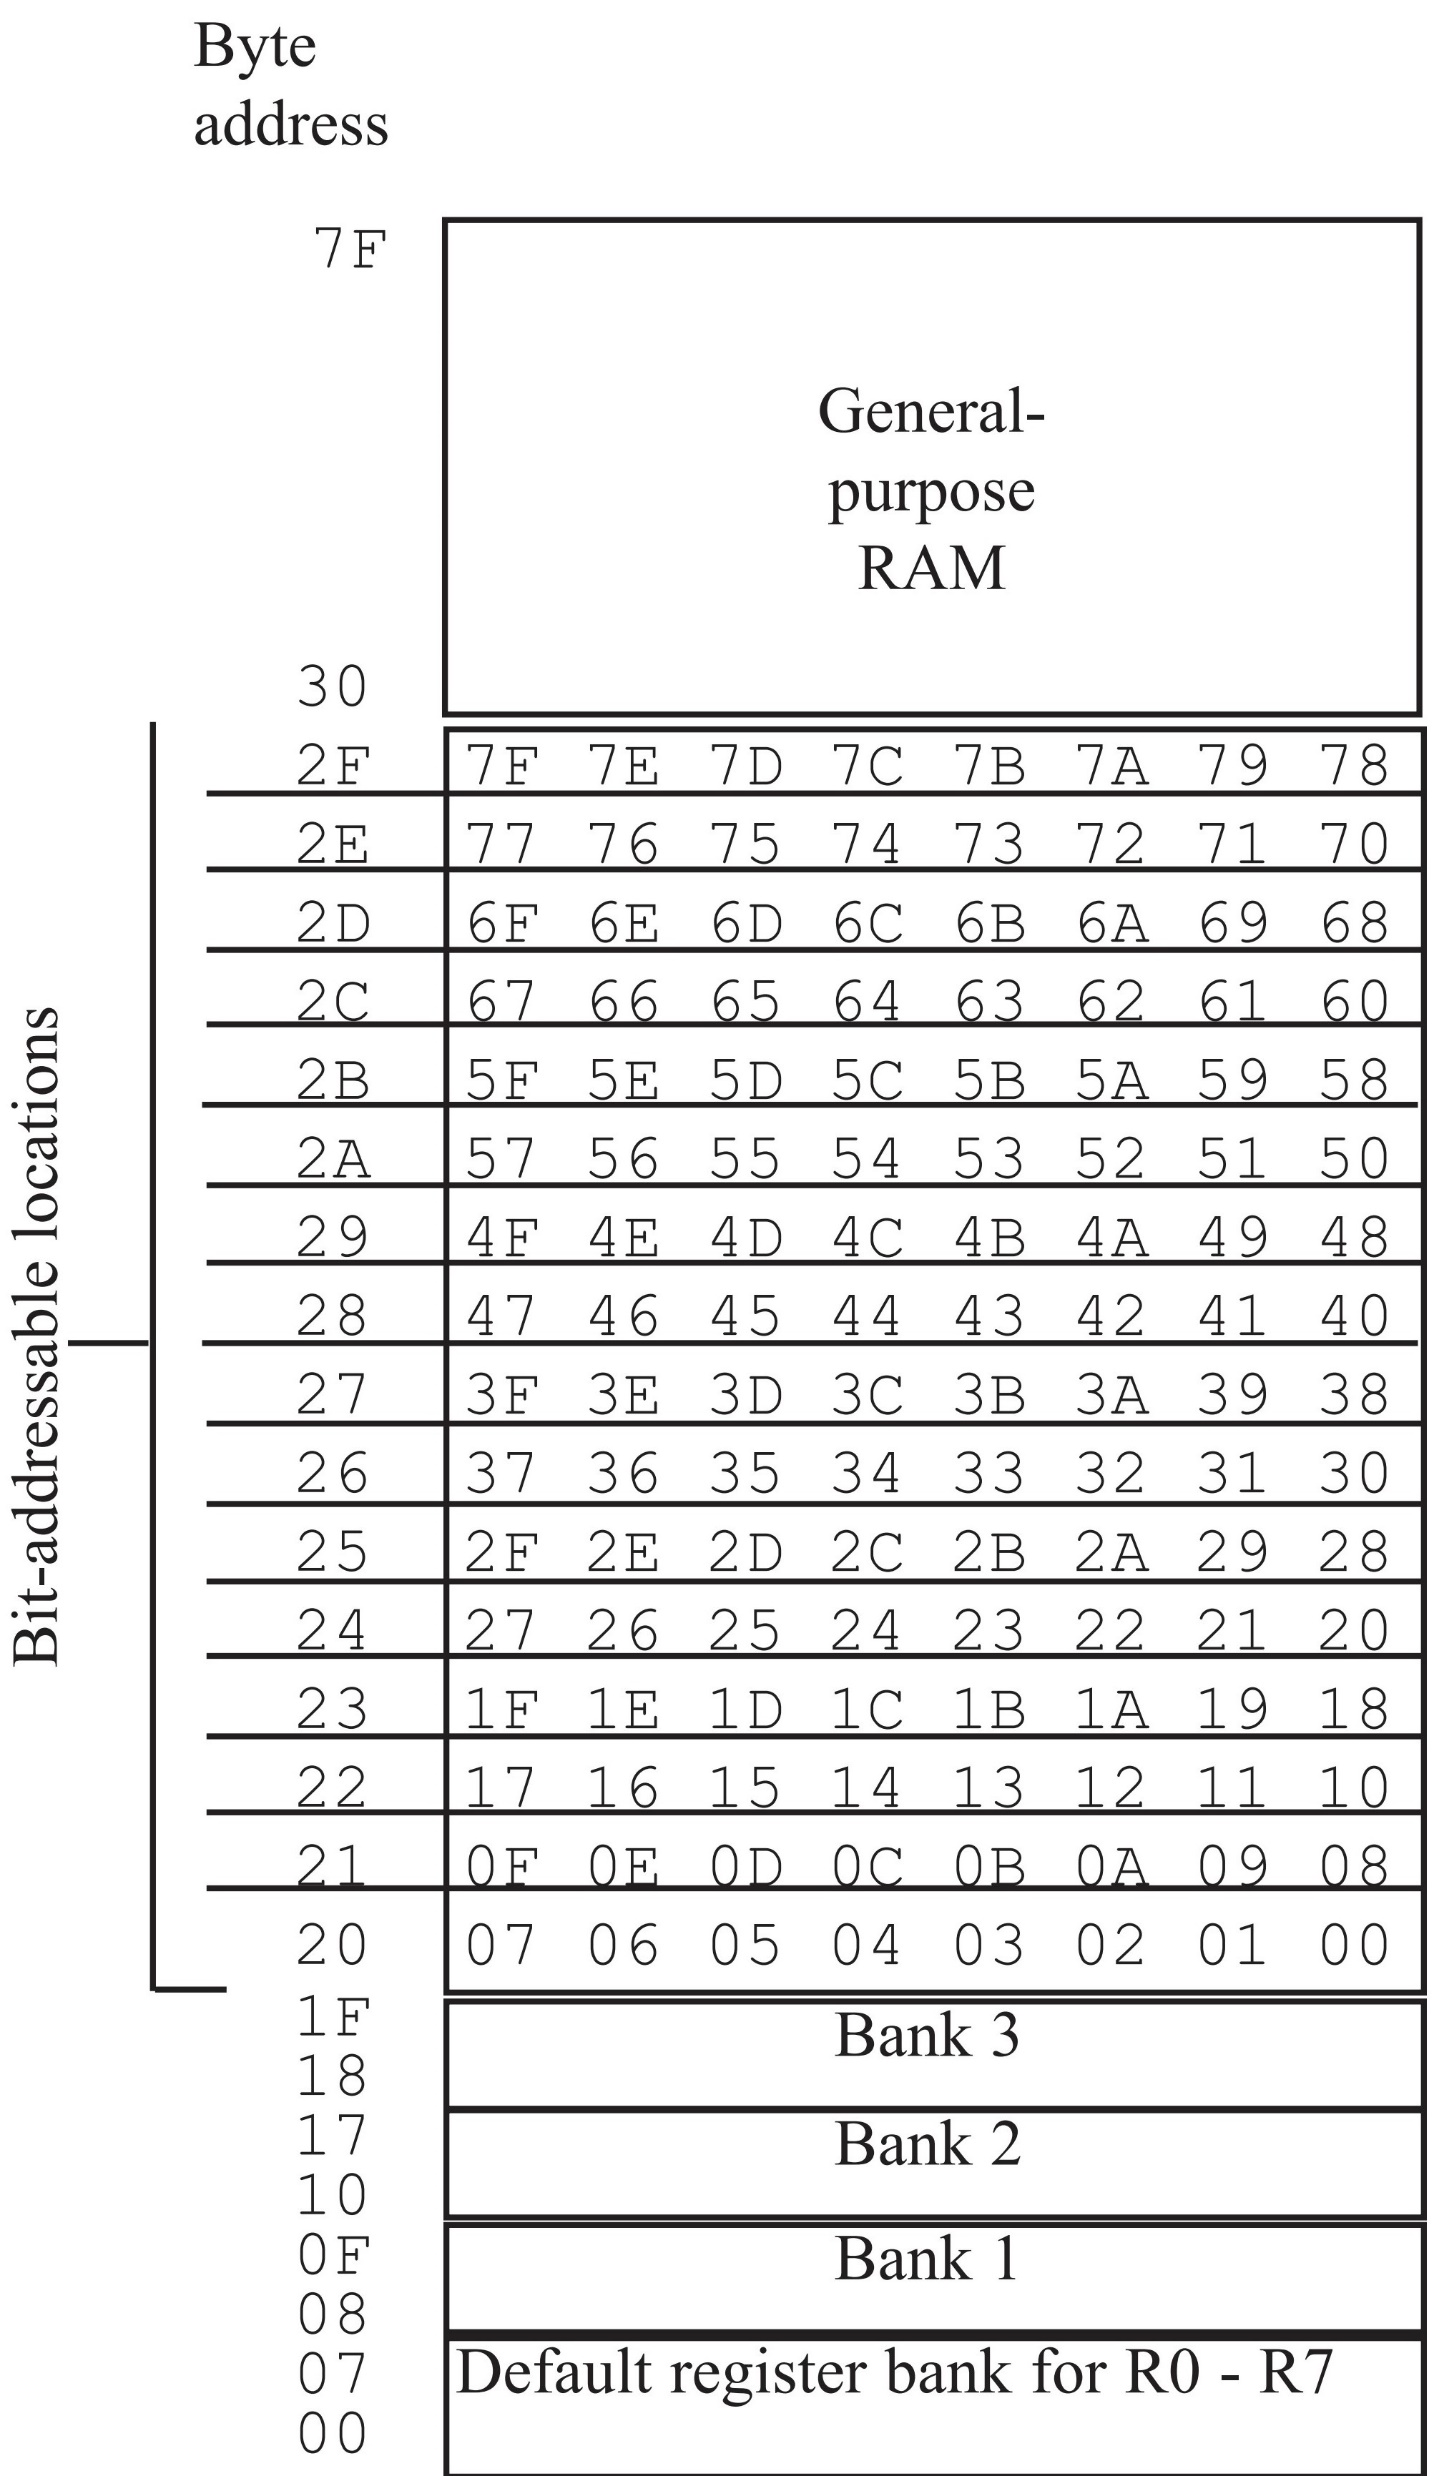 Byte
address
7F
General-
purpose
RAM
30
2F 7F 7E 7D 7C 7B 7A 79 78
2E 77 76 75 74 73 72 71 70
2D 6F 6E 6D 6C 6B 6A 69 68
2C 67 66 65 64 63 62 61 60
2B 5F 5E 5D 5C 5B 5A 59 58
2A 57 56 55 54 53 52 51 50
29 4F 4E 4D 4C 4B 4A 49 48
28 47 46 45 44 43 42 41 40
27 3F 3E 3D 3C 3B 3A 39 38
26 37 36 35 34 33 32 31 30
25 2F 2E 2D 2C 2B 2A 29 28
24 27 26 25 24 23 22 21 20
23 1F 1E 1D 1C 1B 1A 19 18
22 17 16 15 14 13 12 11 10
21 0F 0E 0D 0C 0B 0A 09 08
20 07 06 05 04 03 02 01 00
Bit-addressable locations
1F Bank 3
18
17 Bank 2
10
0F Bank 1
08
07 Default register bank for R0 - R7
00